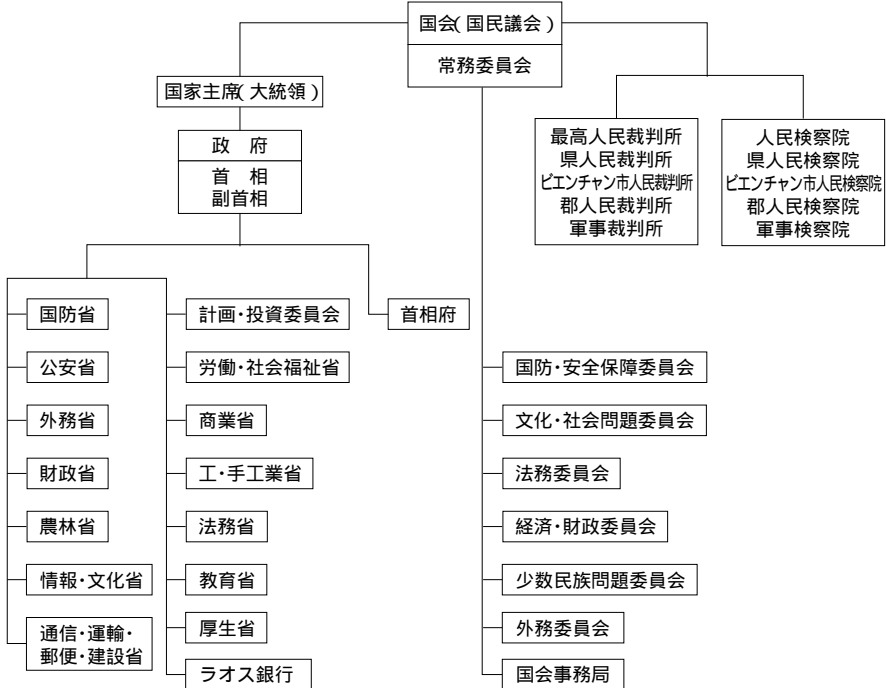 国会(国民議会)
常務委員会
国家主席(大統領)
政 府
首 相
副首相
最高人民裁判所
県人民裁判所
ビエンチャン市人民裁判所
郡人民裁判所
軍事裁判所
人民検察院
県人民検察院
ビエンチャン市人民検察院
郡人民検察院
軍事検察院
国防省
公安省
外務省
財政省
農林省
情報・文化省
通信・運輸・
郵便・建設省
計画・投資委員会
労働・社会福祉省
商業省
工・手工業省
法務省
教育省
厚生省
ラオス銀行
首相府
国防・安全保障委員会
文化・社会問題委員会
法務委員会
経済・財政委員会
少数民族問題委員会
外務委員会
国会事務局